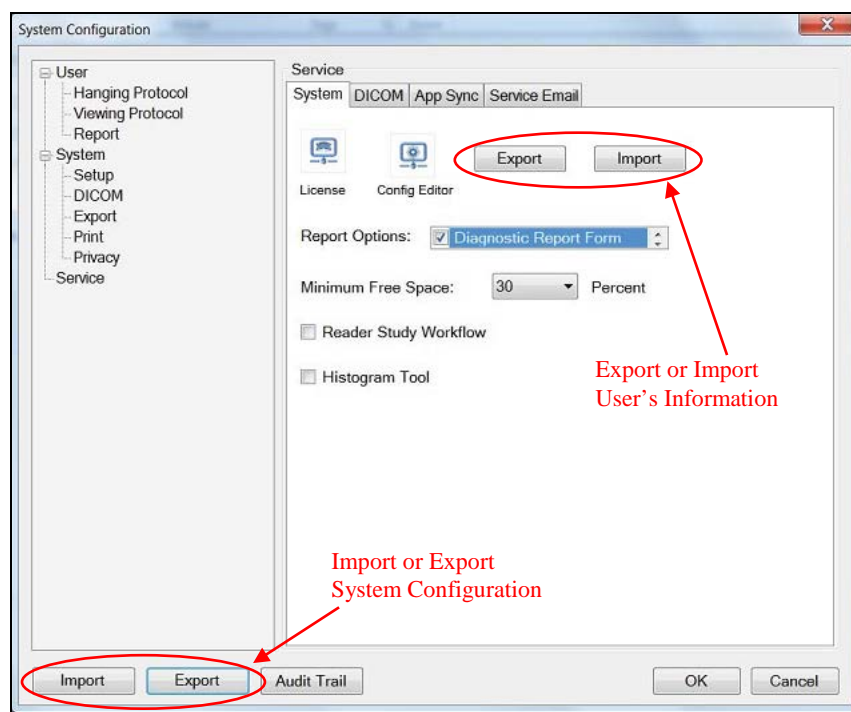 System Configuration
User
Hanging Protocol
Viewing Protocol
Report
System
Setup
DICOM
Export
Print
Privacy
Service
Service
System DICOM App Sync Service Email
Export Import
License Config Editor
Report Options: Diagnostic Report Form
Minimum Free Space: 30 Percent
Reader Study Workflow
Histogram Tool
Export or Import
User's Information
Import or Export
System Configuration
Import Export Audit Trail OK Cancel